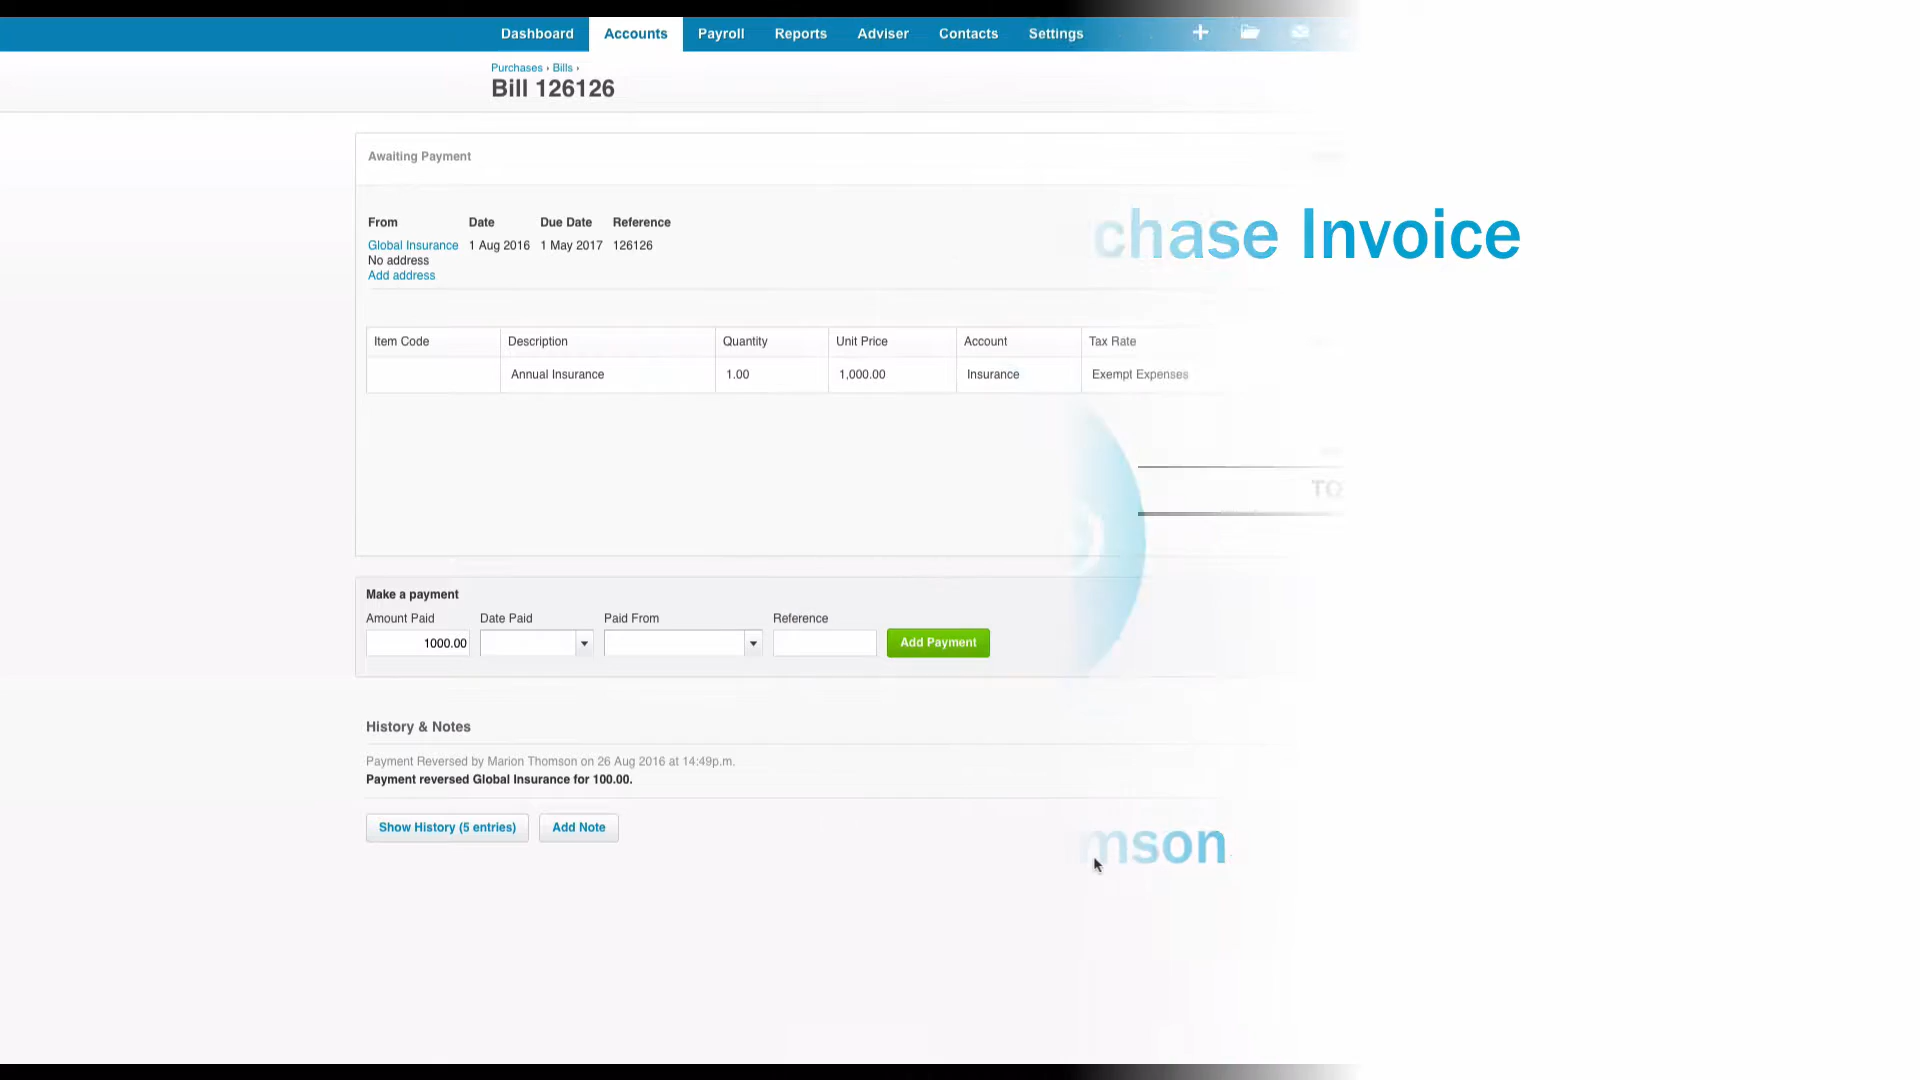 Dashboard Accounts Payroll Reports Adviser Contacts Settings
Purchases › Bills ›
Bill 126126
Awaiting Payment
chase Invoice
From Date Due Date Reference
Global Insurance 1 Aug 2016 1 May 2017 126126
No address
Add address
Item Code Description Quantity Unit Price Account Tax Rate
Annual Insurance 1.00 1,000.00 Insurance Exempt Expenses
Make a payment
Amount Paid Date Paid Paid From Reference
1000.00 Add Payment
History & Notes
Payment Reversed by Marion Thomson on 26 Aug 2016 at 14:49p.m.
Payment reversed Global Insurance for 100.00.
Show History (5 entries) Add Note
mson